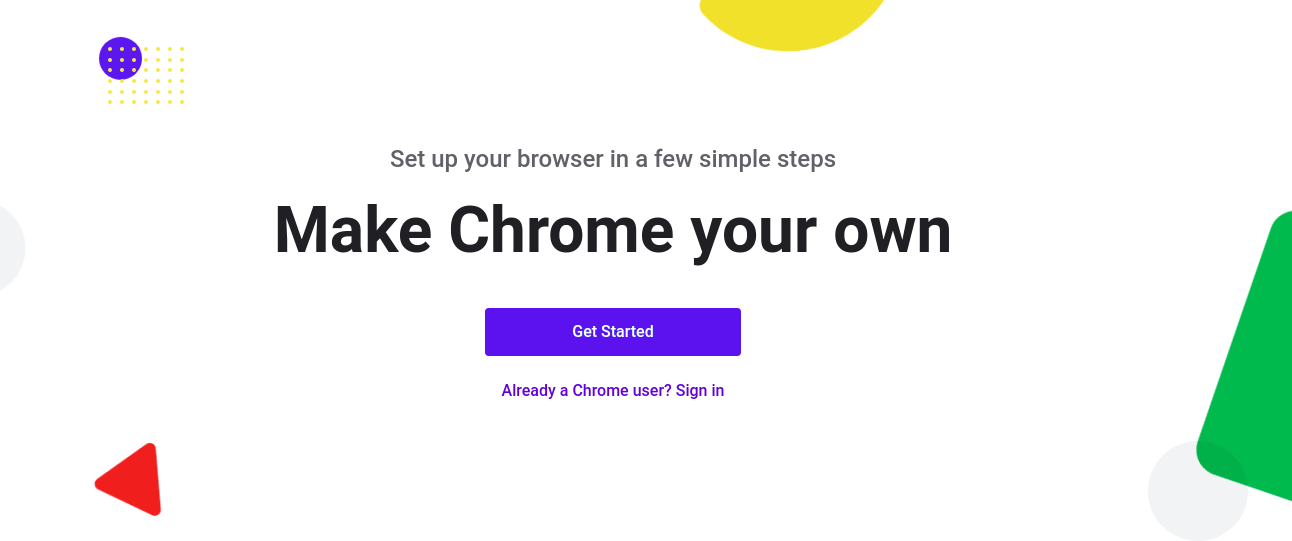 Set up your browser in a few simple steps
Make Chrome your own
Get Started
Already a Chrome user? Sign in